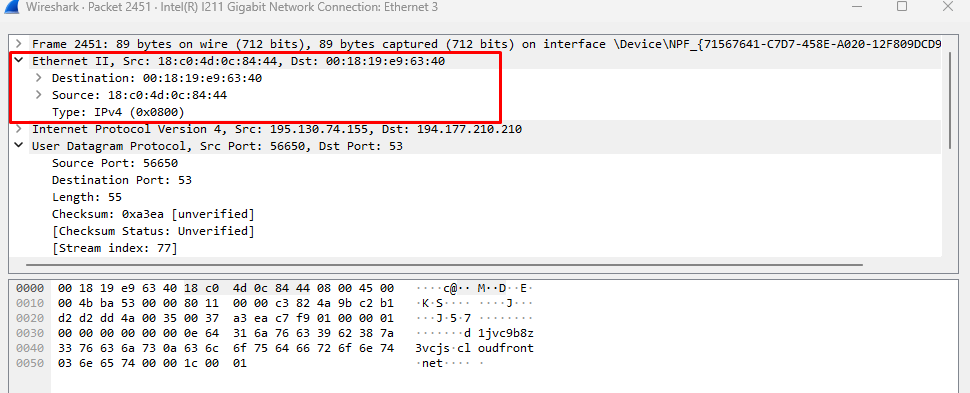 Wireshark · Packet 2451 · Intel(R) I211 Gigabit Network Connection: Ethernet 3
Frame 2451: 89 bytes on wire (712 bits), 89 bytes captured (712 bits) on interface \Device\NPF_{71567641-C7D7-458E-A020-12F809DCD9
Ethernet II, Src: 18:c0:4d:0c:84:44, Dst: 00:18:19:e9:63:40
Destination: 00:18:19:e9:63:40
Source: 18:c0:4d:0c:84:44
Type: IPv4 (0x0800)
Internet Protocol Version 4, Src: 195.130.74.155, Dst: 194.177.210.210
User Datagram Protocol, Src Port: 56650, Dst Port: 53
Source Port: 56650
Destination Port: 53
Length: 55
Checksum: 0xa3ea [unverified]
[Checksum Status: Unverified]
[Stream index: 77]
0000 00 18 19 e9 63 40 18 c0 4d 0c 84 44 08 00 45 00 ····c@·· M··D··E·
0010 00 4b ba 53 00 00 80 11 00 00 c3 82 4a 9b c2 b1 ·K·S···· ····J···
0020 d2 d2 dd 4a 00 35 00 37 a3 ea c7 f9 01 00 00 01 ···J·5·7 ········
0030 00 00 00 00 00 00 0e 64 31 6a 76 63 39 62 38 7a ·······d 1jvc9b8z
0040 33 76 63 6a 73 0a 63 6c 6f 75 64 66 72 6f 6e 74 3vcjs·cl oudfront
0050 03 6e 65 74 00 00 1c 00 01 ·net···· ·